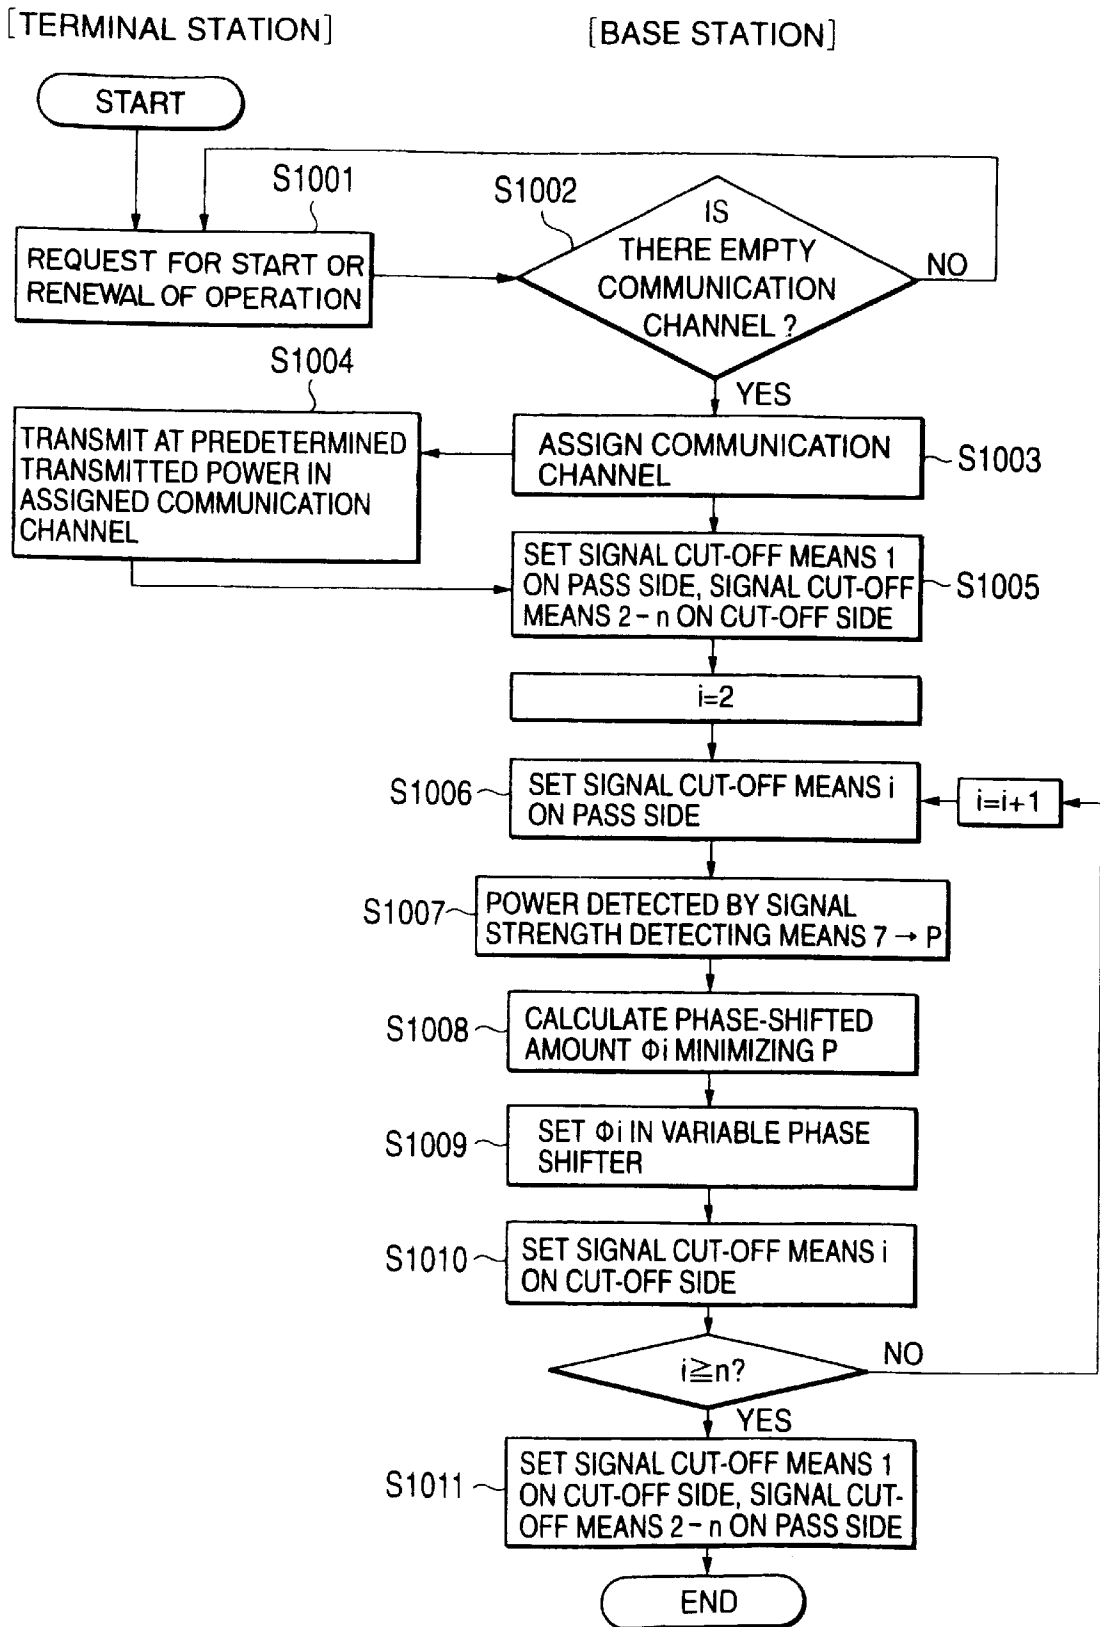 [TERMINAL STATION]
[BASE STATION]
START
S1001
REQUEST FOR START OR
RENEWAL OF OPERATION
S1002
IS
THERE EMPTY
COMMUNICATION
CHANNEL ?
NO
YES
S1003
ASSIGN COMMUNICATION
CHANNEL
S1004
TRANSMIT AT PREDETERMINED
TRANSMITTED POWER IN
ASSIGNED COMMUNICATION
CHANNEL
SET SIGNAL CUT-OFF MEANS 1
ON PASS SIDE, SIGNAL CUT-OFF
MEANS 2-n ON CUT-OFF SIDE
S1005
i=2
S1006
SET SIGNAL CUT-OFF MEANS i
ON PASS SIDE
i=i+1
S1007
POWER DETECTED BY SIGNAL
STRENGTH DETECTING MEANS 7 → P
S1008
CALCULATE PHASE-SHIFTED
AMOUNT Φi MINIMIZING P
S1009
SET Φi IN VARIABLE PHASE
SHIFTER
S1010
SET SIGNAL CUT-OFF MEANS i
ON CUT-OFF SIDE
i≧n?
NO
YES
S1011
SET SIGNAL CUT-OFF MEANS 1
ON CUT-OFF SIDE, SIGNAL CUT-
OFF MEANS 2-n ON PASS SIDE
END